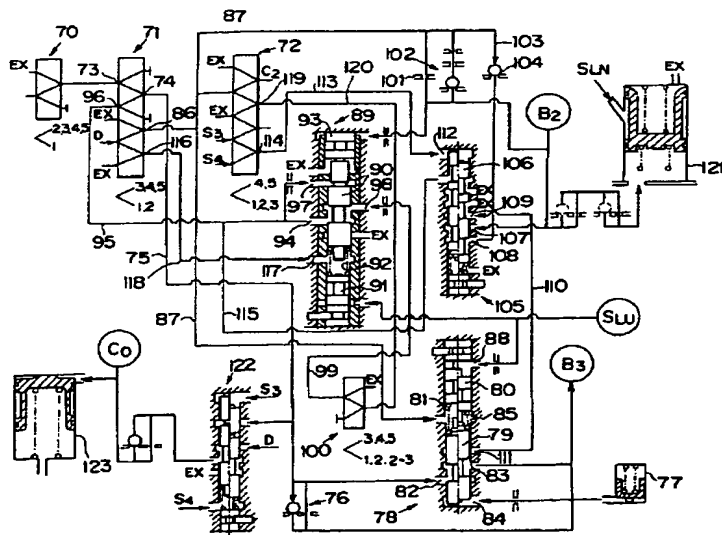 87
70
71
72
EX
73
74
C2
119
120
113
102
101
103
104
SLN
EX
96
EX
86
EX
93
89
B2
2,3,4,5
1
D
116
S3
114
S4
90
112
106
121
EX
EX
97
98
EX
109
EX
3,4,5
1,2
4,5
1,2,3
107
95
94
EX
108
75
118
117
92
EX
110
91
105
87
115
SLU
C0
122
99
88
B3
S3
EX
81
80
85
100
79
D
3,4,5
1,2,2-3
111
123
EX
83
77
S4
76
82
78
84